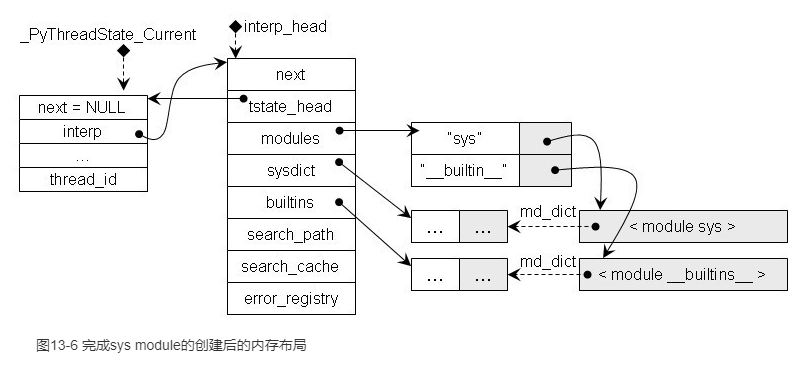 _PyThreadState_Current
interp_head
next = NULL
interp
...
thread_id
next
tstate_head
modules
sysdict
builtins
search_path
search_cache
error_registry
"sys"
"__builtin__"
... ...
md_dict
< module sys >
... ...
md_dict
< module __builtins__ >
图13-6 完成sys module的创建后的内存布局